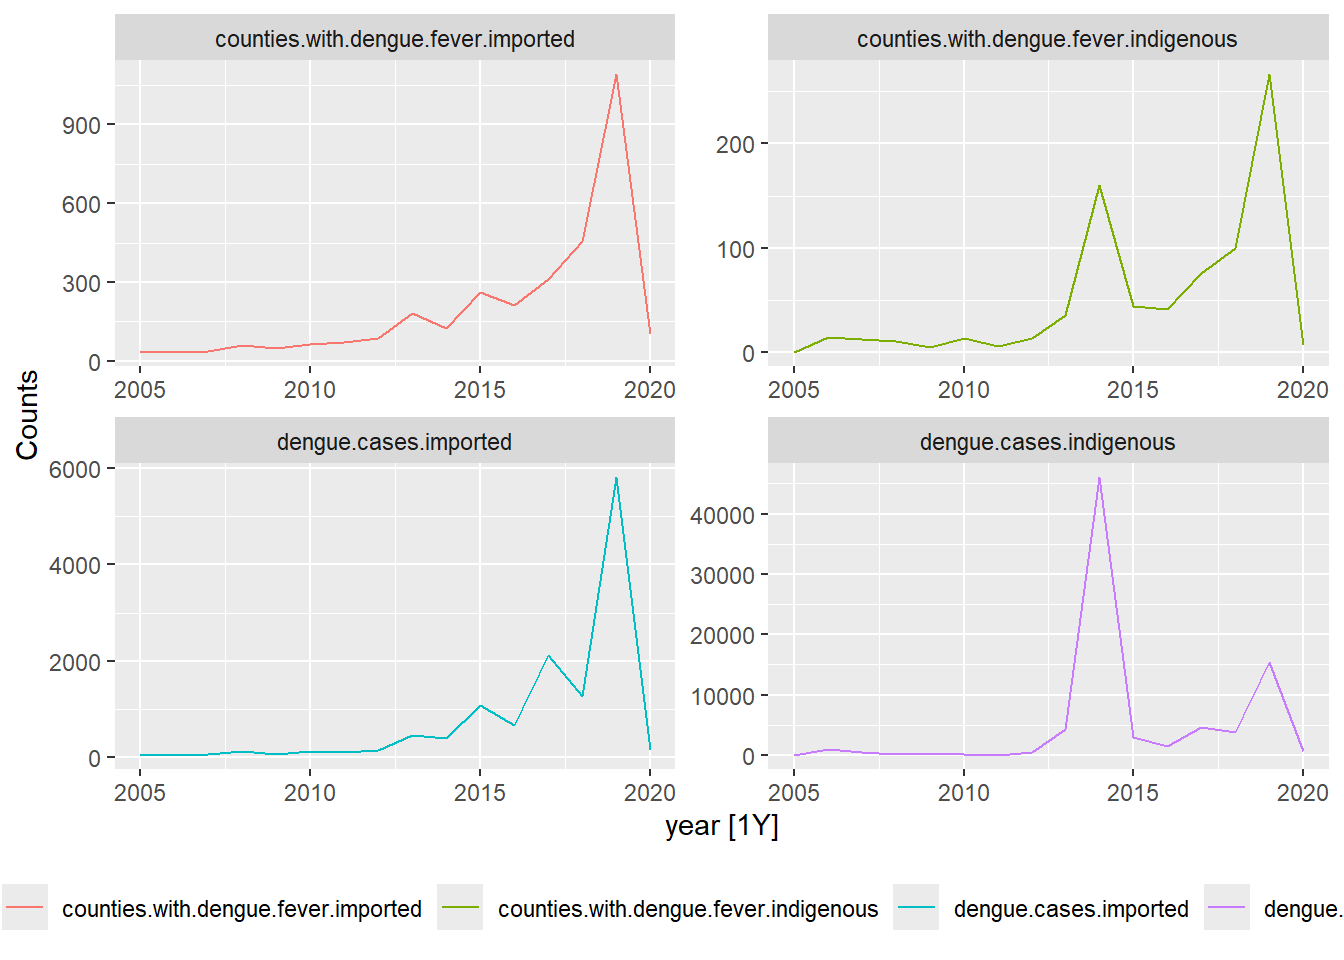 counties.with.dengue.fever.imported
counties.with.dengue.fever.indigenous
900
600
300
0
200
100
0
2005 2010 2015 2020
2005 2010 2015 2020
Counts
dengue.cases.imported
dengue.cases.indigenous
6000
4000
2000
0
40000
30000
20000
10000
0
2005 2010 2015 2020
2005 2010 2015 2020
year [1Y]
counties.with.dengue.fever.imported counties.with.dengue.fever.indigenous dengue.cases.imported dengue.